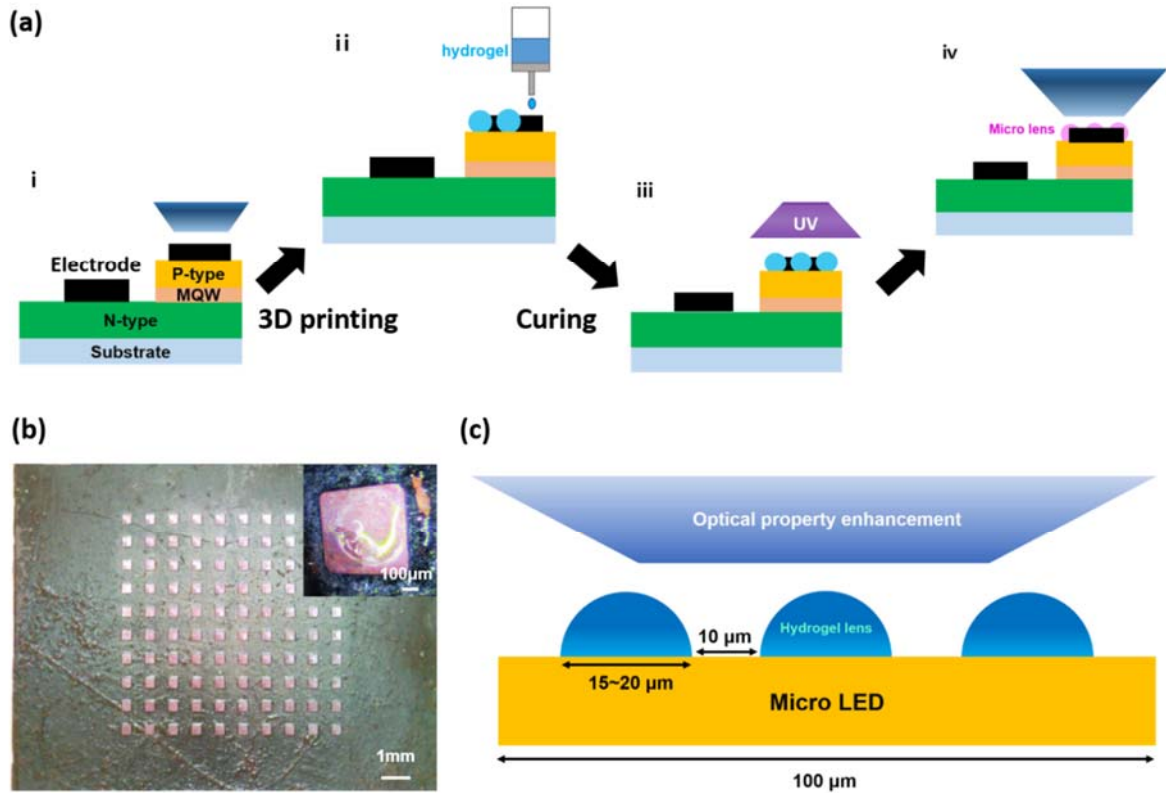 (a)
i
Electrode
P-type
MQW
N-type
Substrate
3D printing
ii
hydrogel
Curing
iii
UV
iv
Micro lens
(b)
100μm
1mm
(c)
Optical property enhancement
Hydrogel lens
10 μm
15~20 μm
Micro LED
100 μm